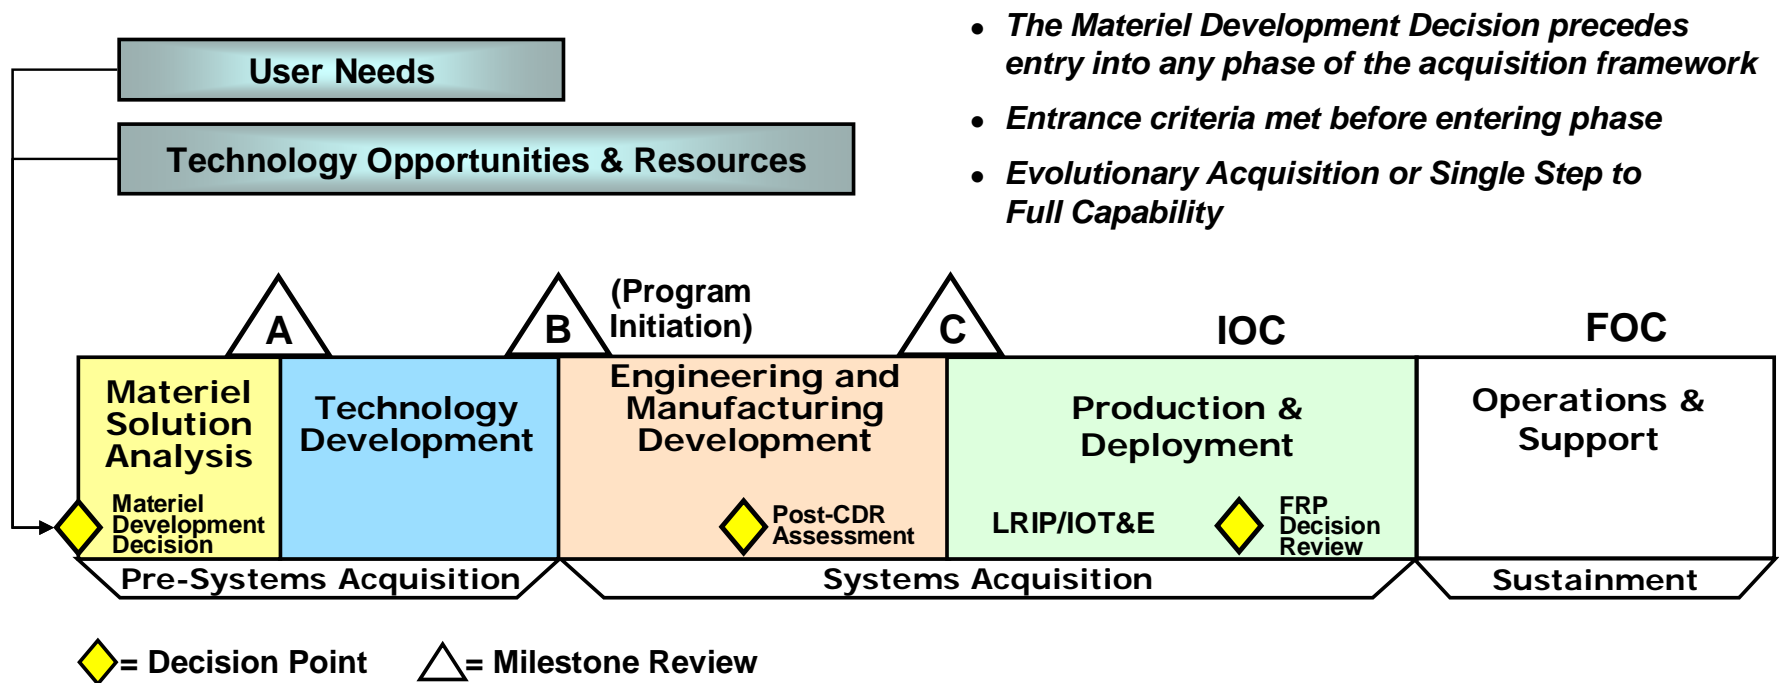 User Needs
Technology Opportunities & Resources
• The Materiel Development Decision precedes
entry into any phase of the acquisition framework
• Entrance criteria met before entering phase
• Evolutionary Acquisition or Single Step to
Full Capability
A
B
(Program
Initiation)
C
IOC
FOC
Materiel
Solution
Analysis
Technology
Development
Engineering and
Manufacturing
Development
Production &
Deployment
Operations &
Support
Materiel
Development
Decision
Post-CDR
Assessment
LRIP/IOT&E
FRP
Decision
Review
Pre-Systems Acquisition
Systems Acquisition
Sustainment
= Decision Point
= Milestone Review